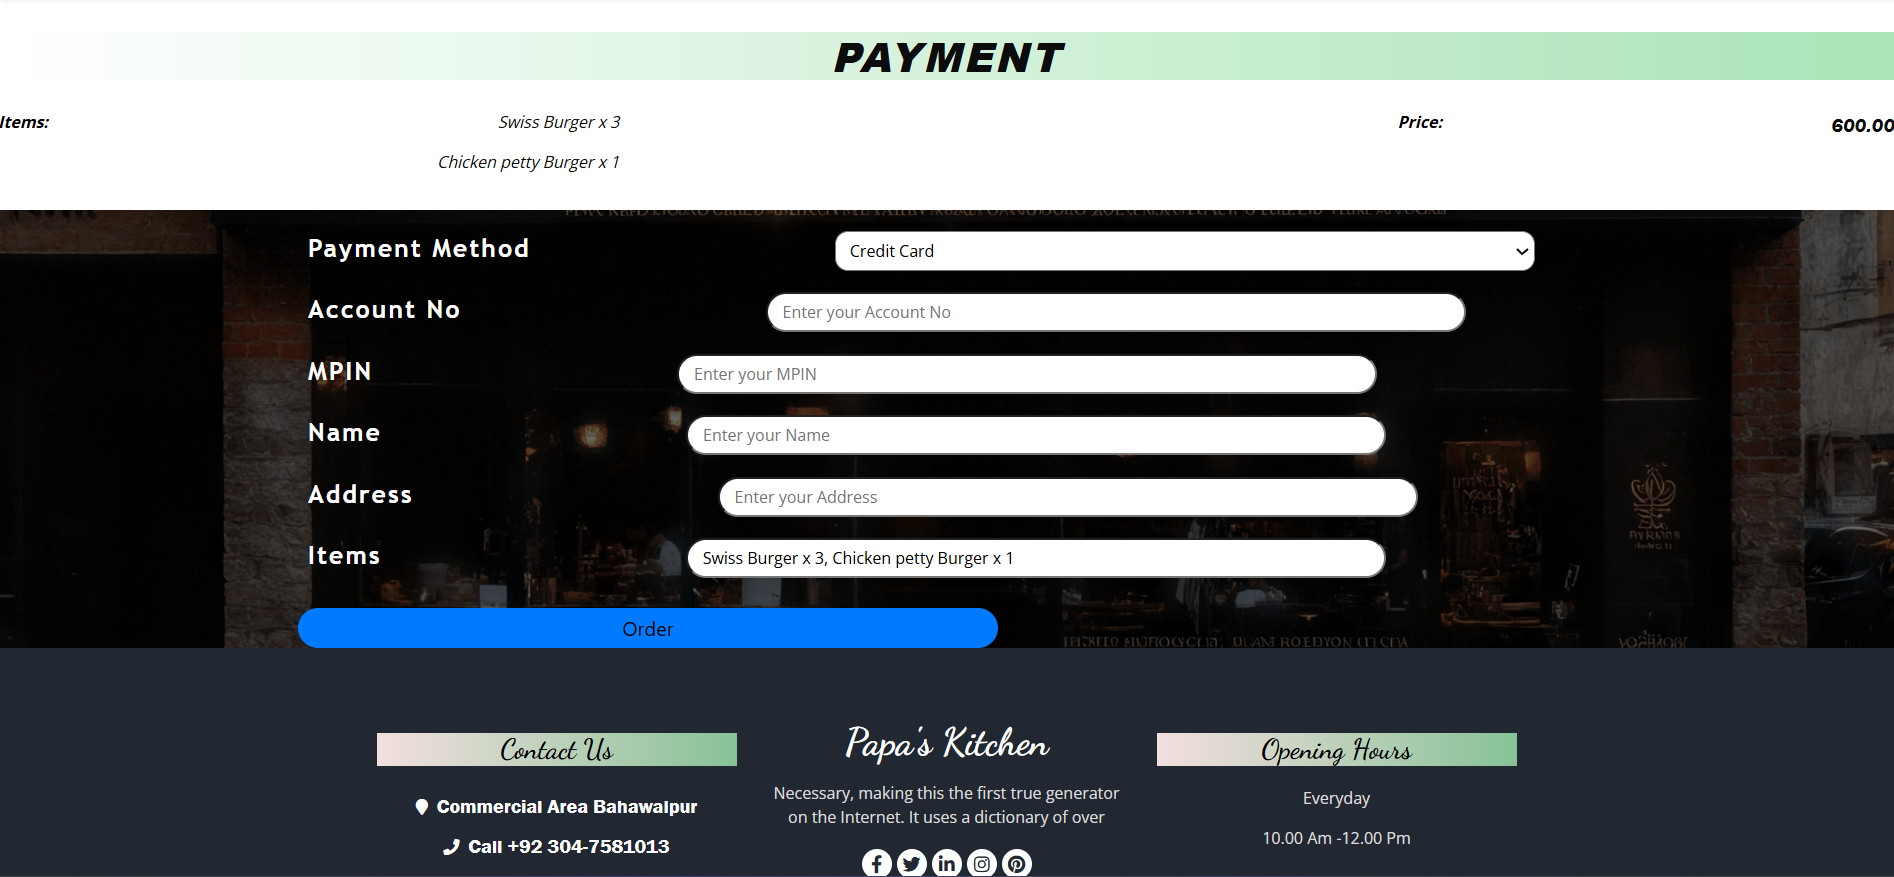 PAYMENT
Items: Swiss Burger x 3 Price: 600.00
Chicken petty Burger x 1
Payment Method Credit Card
Account No Enter your Account No
MPIN Enter your MPIN
Name Enter your Name
Address Enter your Address
Items Swiss Burger x 3, Chicken petty Burger x 1
Order
Contact Us
Commercial Area Bahawalpur
Call +92 304-7581013
Papa's Kitchen
Necessary, making this the first true generator
on the Internet. It uses a dictionary of over
Opening Hours
Everyday
10.00 Am -12.00 Pm